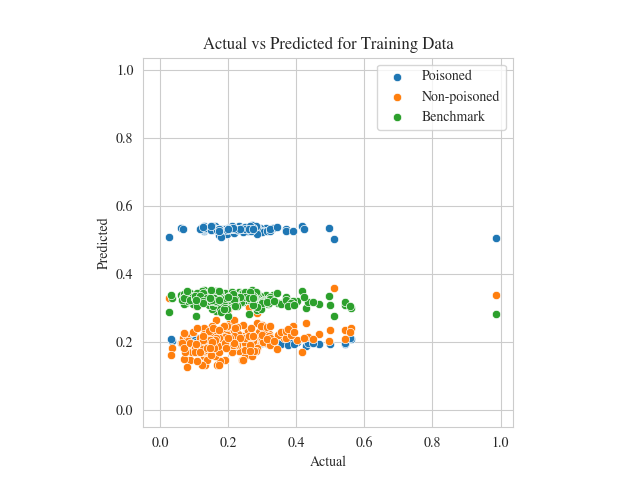 Actual vs Predicted for Training Data
Poisoned
Non-poisoned
Benchmark
1.0
0.8
0.6
0.4
0.2
0.0
Predicted
0.0 0.2 0.4 0.6 0.8 1.0
Actual